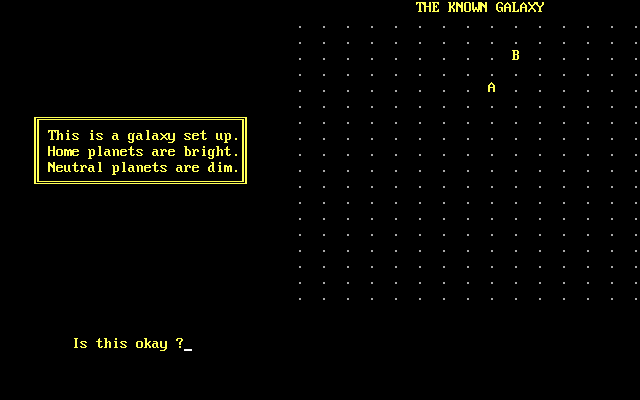 THE KNOWN GALAXY
B
A
This is a galaxy set up.
Home planets are bright.
Neutral planets are dim.
Is this okay ?_